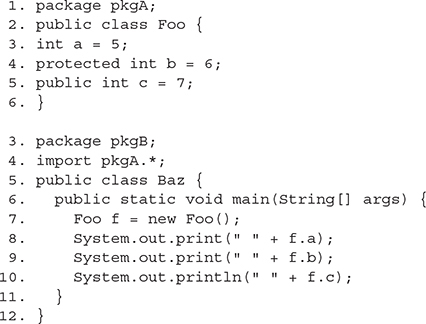 1. package pkgA;
2. public class Foo {
3. int a = 5;
4. protected int b = 6;
5. public int c = 7;
6. }
3. package pkgB;
4. import pkgA.*;
5. public class Baz {
6. public static void main(String[] args) {
7. Foo f = new Foo();
8. System.out.print(" " + f.a);
9. System.out.print(" " + f.b);
10. System.out.println(" " + f.c);
11. }
12. }